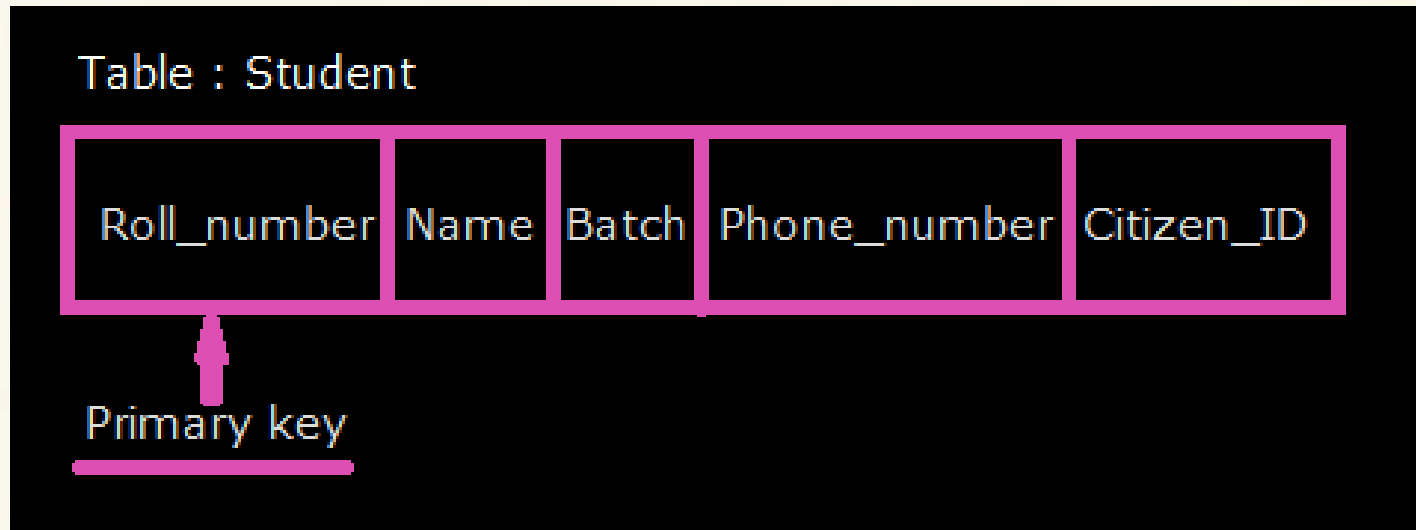 Table : Student
Roll_number Name Batch Phone_number Citizen_ID
Primary key